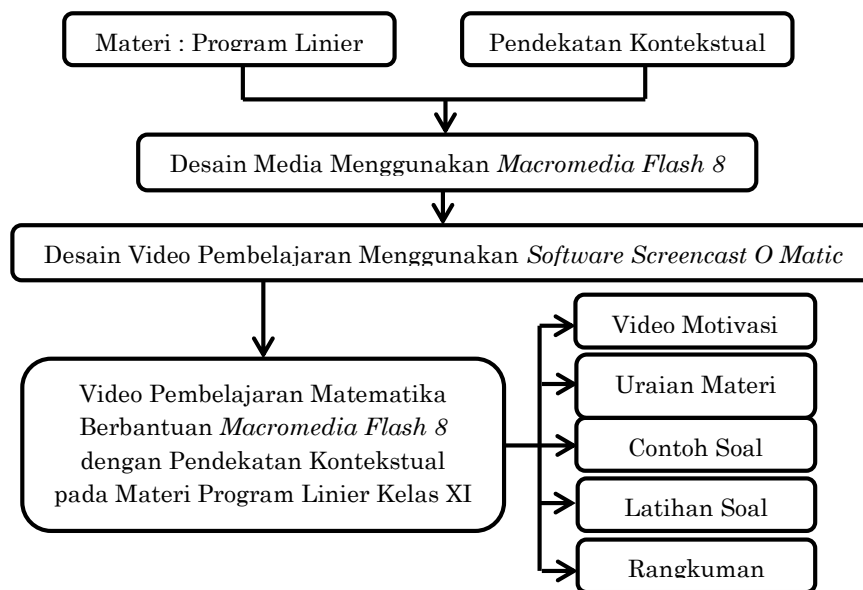 Materi : Program Linier
Pendekatan Kontekstual
Desain Media Menggunakan Macromedia Flash 8
Desain Video Pembelajaran Menggunakan Software Screencast O Matic
Video Pembelajaran Matematika
Berbantuan Macromedia Flash 8
dengan Pendekatan Kontekstual
pada Materi Program Linier Kelas XI
Video Motivasi
Uraian Materi
Contoh Soal
Latihan Soal
Rangkuman